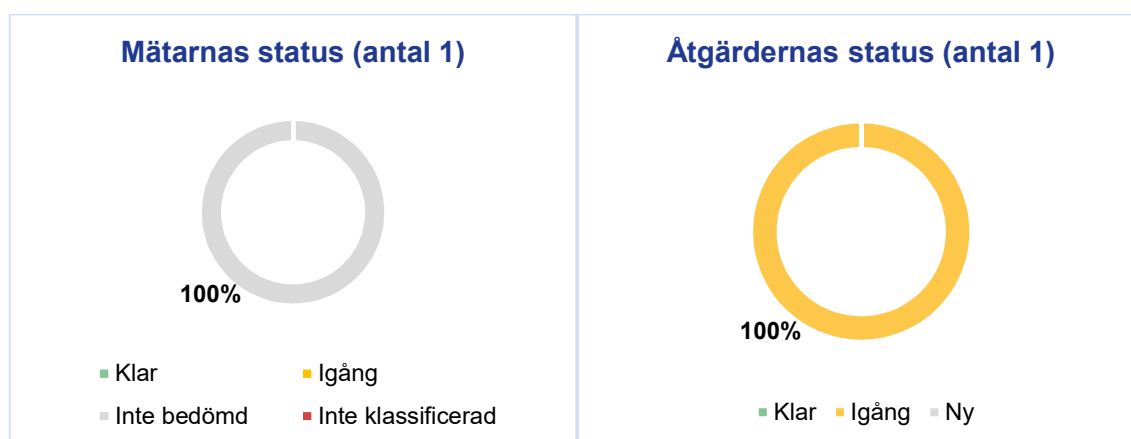 Mätarnas status (antal 1)
100%
Klar
Igång
Inte bedömd
Inte klassificerad
Åtgärdernas status (antal 1)
100%
Klar
Igång
Ny